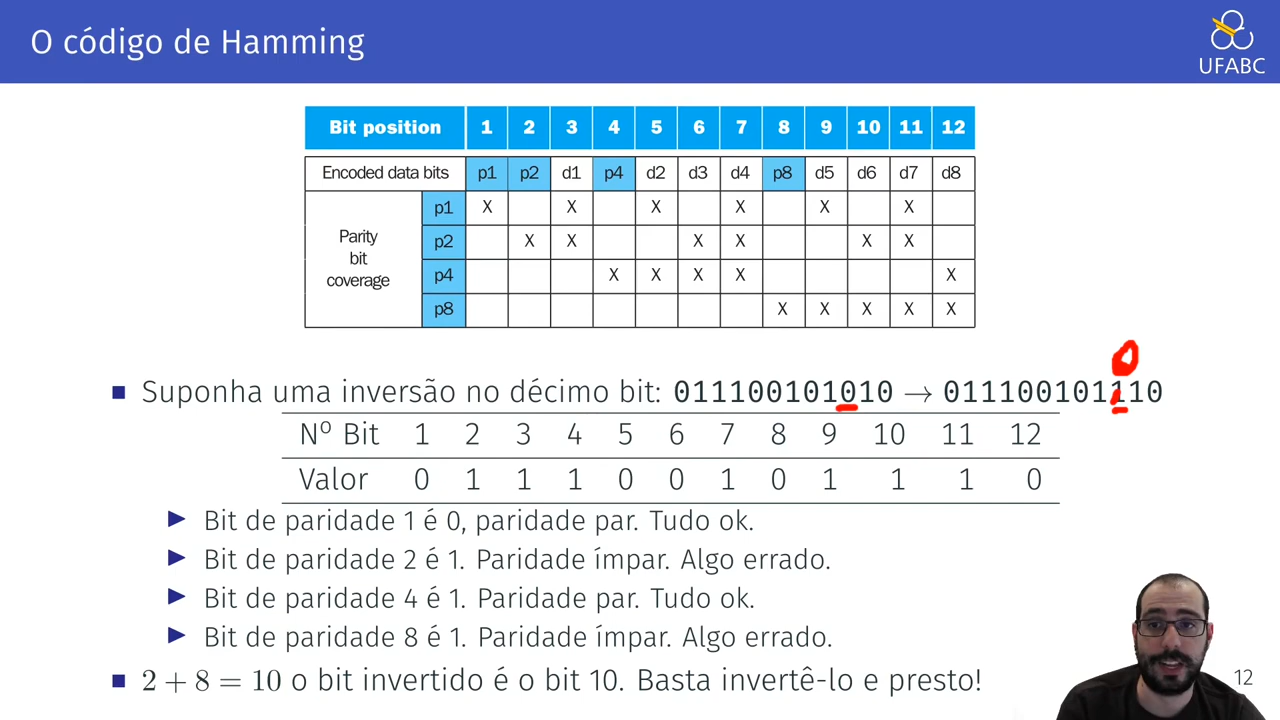 O código de Hamming
UFABC
Bit position 1 2 3 4 5 6 7 8 9 10 11 12
Encoded data bits p1 p2 d1 p4 d2 d3 d4 p8 d5 d6 d7 d8
Parity bit coverage
p1 X X X X X X
p2 X X X X X X
p4 X X X X X
p8 X X X X X
0
■ Suponha uma inversão no décimo bit: 011100101010 → 011100101110
Nº Bit 1 2 3 4 5 6 7 8 9 10 11 12
Valor 0 1 1 1 0 0 1 0 1 1 1 0
▶ Bit de paridade 1 é 0, paridade par. Tudo ok.
▶ Bit de paridade 2 é 1. Paridade ímpar. Algo errado.
▶ Bit de paridade 4 é 1. Paridade par. Tudo ok.
▶ Bit de paridade 8 é 1. Paridade ímpar. Algo errado.
■ 2 + 8 = 10 o bit invertido é o bit 10. Basta invertê-lo e presto!
12